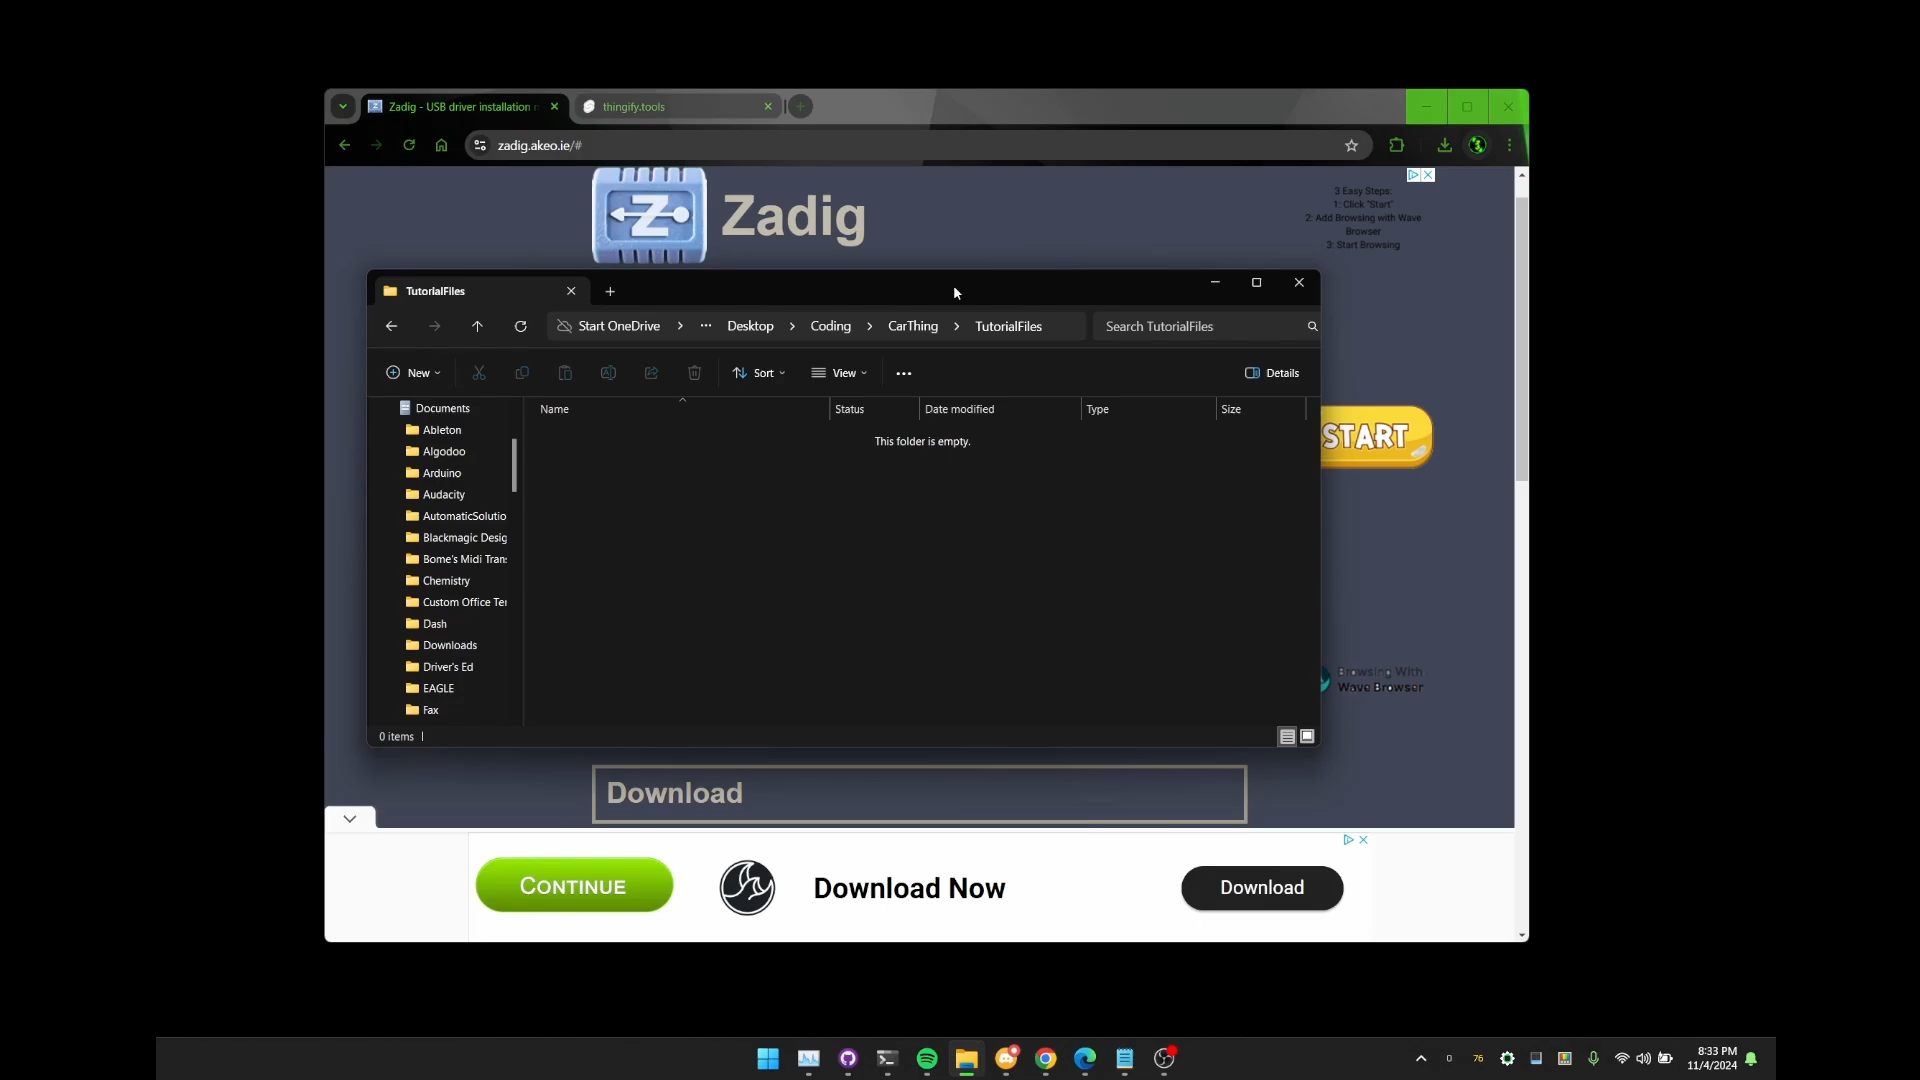 Zadig - USB driver installation
thingify.tools
zadig.akeo.ie/#
Z
Zadig
3 Easy Steps:
1: Click "Start"
2: Add Browsing with Wave
Browser
3: Start Browsing
TutorialFiles
Start OneDrive
Desktop
Coding
CarThing
TutorialFiles
Search TutorialFiles
New
Sort
View
Details
Name
Status
Date modified
Type
Size
This folder is empty.
Documents
Ableton
Algodoo
Arduino
Audacity
AutomaticSolutio
Blackmagic Desig
Bome's Midi Tran
Chemistry
Custom Office Te
Dash
Downloads
Driver's Ed
EAGLE
Fax
0 items
START
Browsing With
Wave Browser
Download
CONTINUE
Download Now
Download
0
76
8:33 PM
11/4/2024